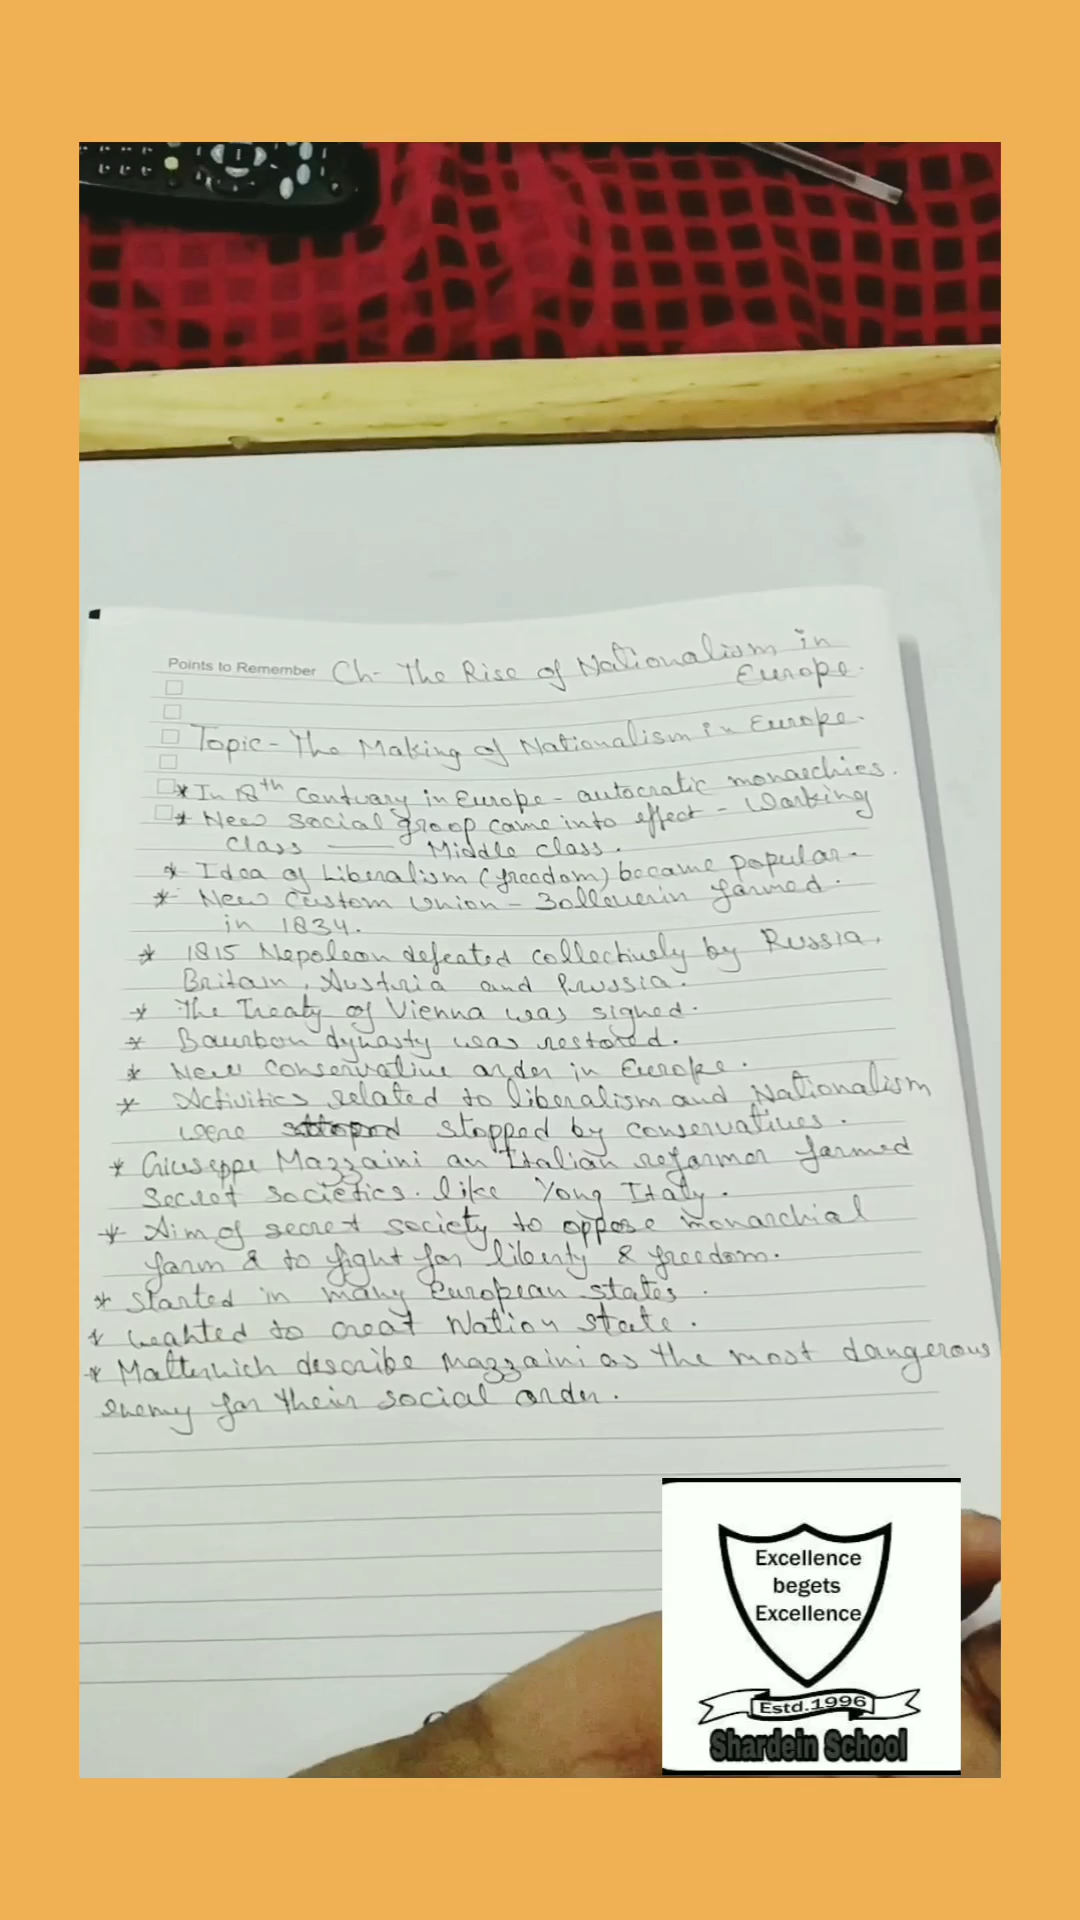 Points to Remember Ch- The Rise of Nationalism in
Europe.
Topic - The Making of Nationalism in Europe.
* In 18th Centuary in Europe - autocratic monarchies.
* New social groop came into effect - Warking
Class —— Middle class.
* Idea of Liberalism (freedom) became popular.
* New Custom Union - Zolleverin formed
in 1834.
* 1815 Nepoleon defeated collectively by Russia,
Britain, Austria and Prussia.
* The Treaty of Vienna was signed.
* Bourbon dynasty was restored.
* New Conservative order in Europe.
* Activities related to liberalism and Nationalism
were stopped by conservatives.
* Giuseppe Mazzaini an Italian reformer formed
Secret societies. like Yong Italy.
* Aim of secret society to oppose monarchial
form & to fight for liberty & freedom.
* Started in many European states.
* Wanted to creat Nation state.
* Matternich describe Mazzaini as the most dangerous
enemy for their social order.
Excellence
begets
Excellence
Estd.1996
Shardein School